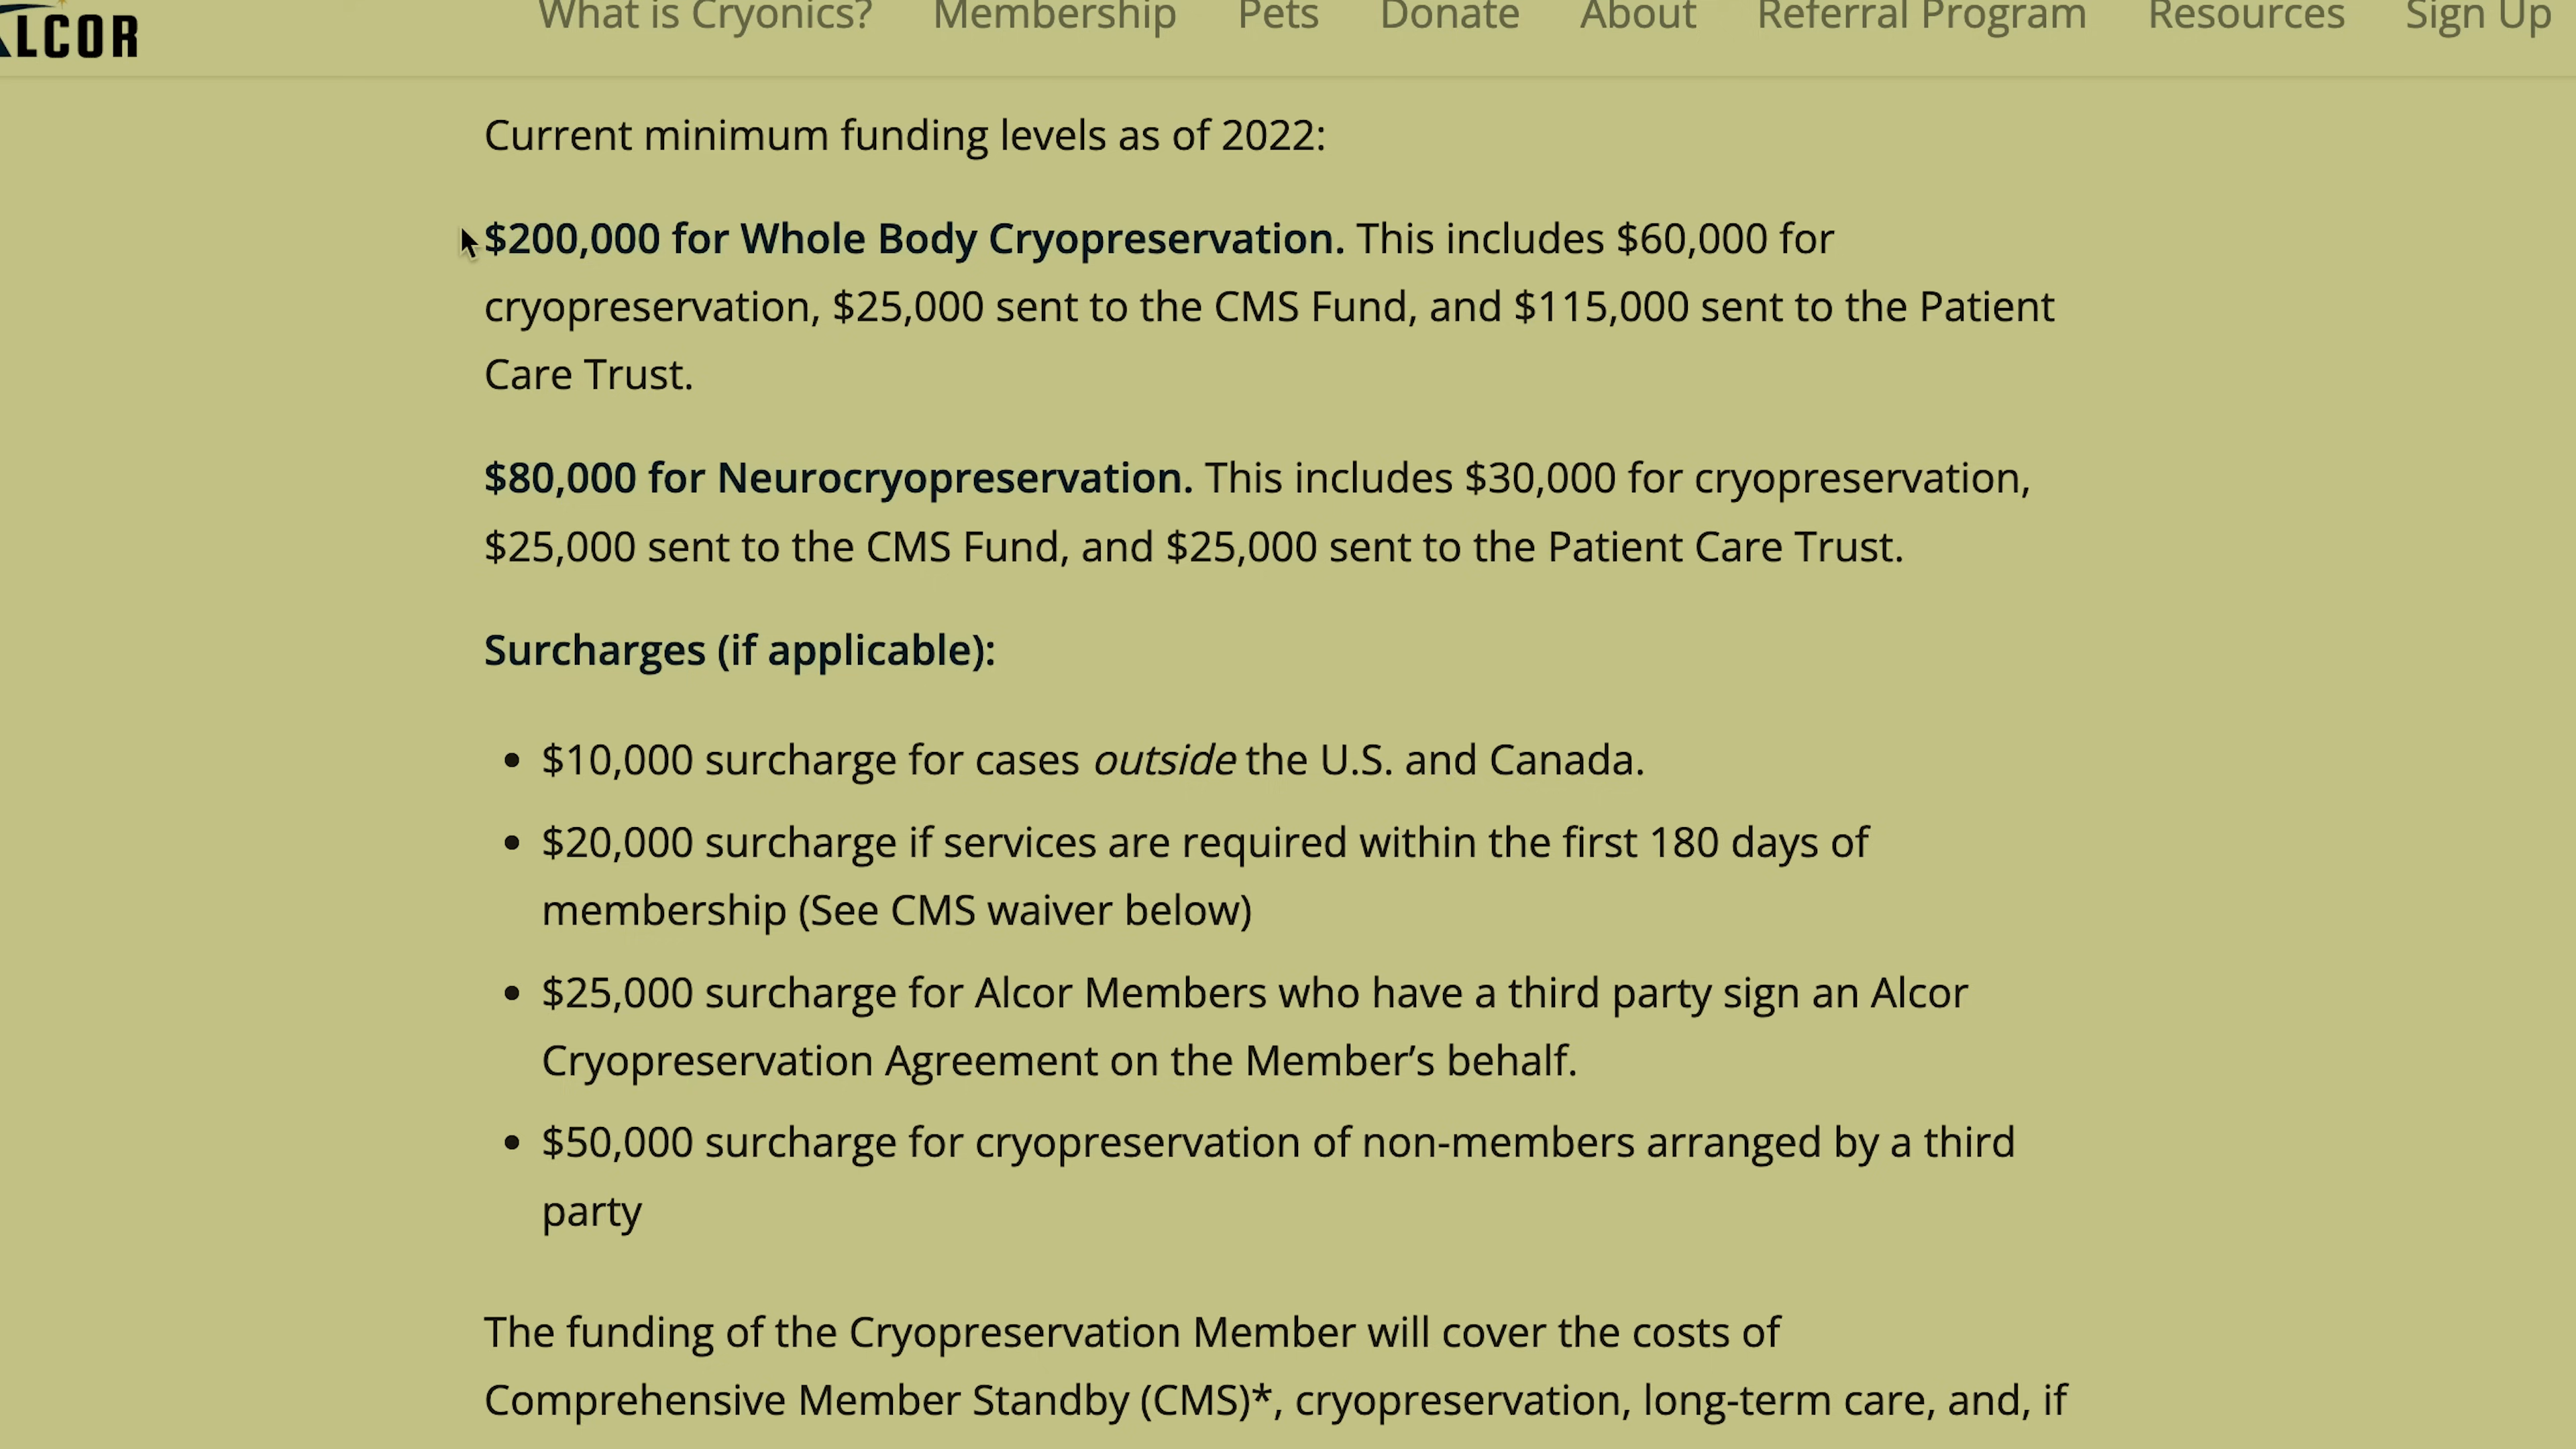 ALCOR What is Cryonics? Membership Pets Donate About Referral Program Resources Sign Up
Current minimum funding levels as of 2022:
$200,000 for Whole Body Cryopreservation. This includes $60,000 for
cryopreservation, $25,000 sent to the CMS Fund, and $115,000 sent to the Patient
Care Trust.
$80,000 for Neurocryopreservation. This includes $30,000 for cryopreservation,
$25,000 sent to the CMS Fund, and $25,000 sent to the Patient Care Trust.
Surcharges (if applicable):
• $10,000 surcharge for cases outside the U.S. and Canada.
• $20,000 surcharge if services are required within the first 180 days of
membership (See CMS waiver below)
• $25,000 surcharge for Alcor Members who have a third party sign an Alcor
Cryopreservation Agreement on the Member’s behalf.
• $50,000 surcharge for cryopreservation of non-members arranged by a third
party
The funding of the Cryopreservation Member will cover the costs of
Comprehensive Member Standby (CMS)*, cryopreservation, long-term care, and, if